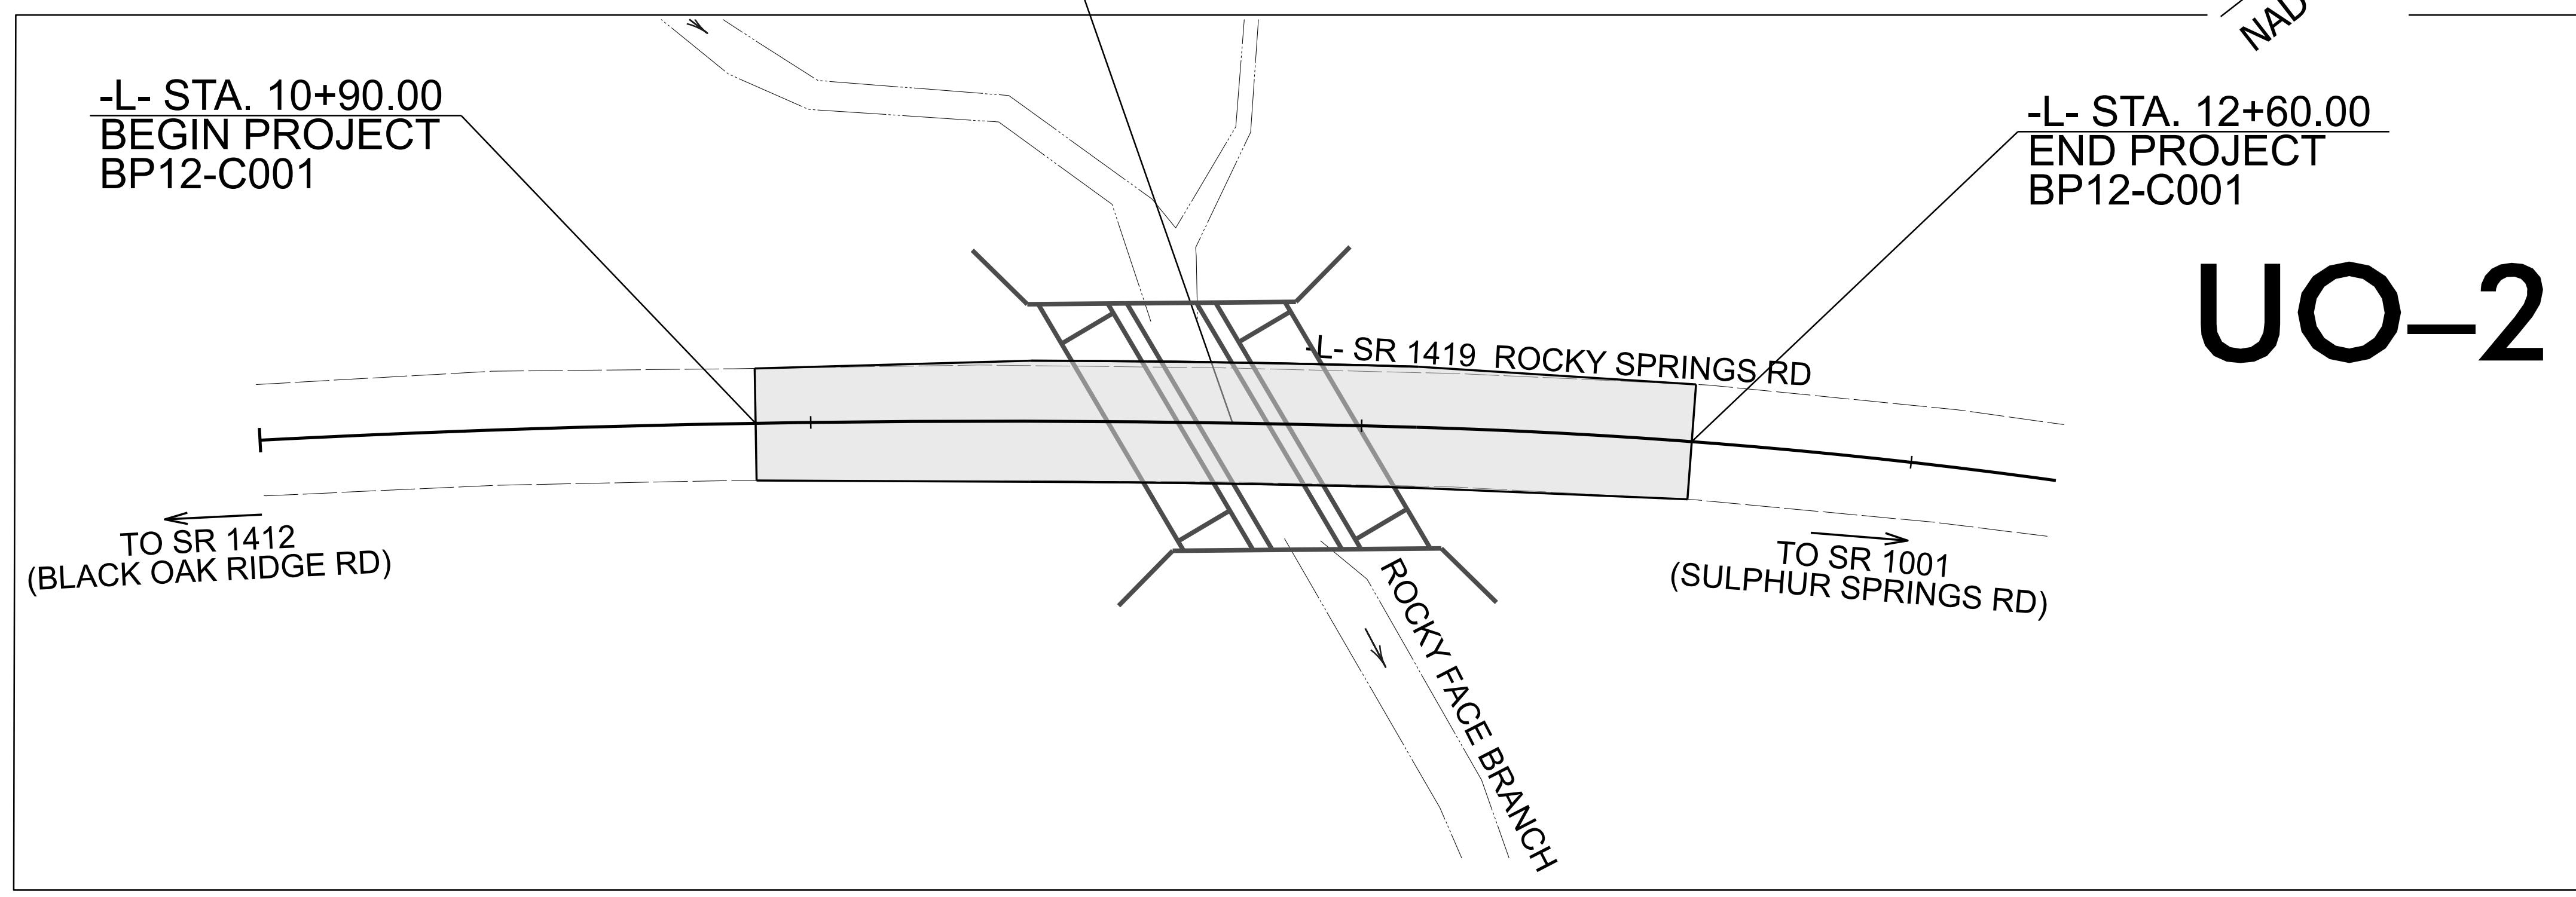 NAD
-L- STA. 10+90.00
BEGIN PROJECT
BP12-C001
-L- STA. 12+60.00
END PROJECT
BP12-C001
UO–2
-L- SR 1419 ROCKY SPRINGS RD
TO SR 1412
(BLACK OAK RIDGE RD)
TO SR 1001
(SULPHUR SPRINGS RD)
ROCKY FACE BRANCH